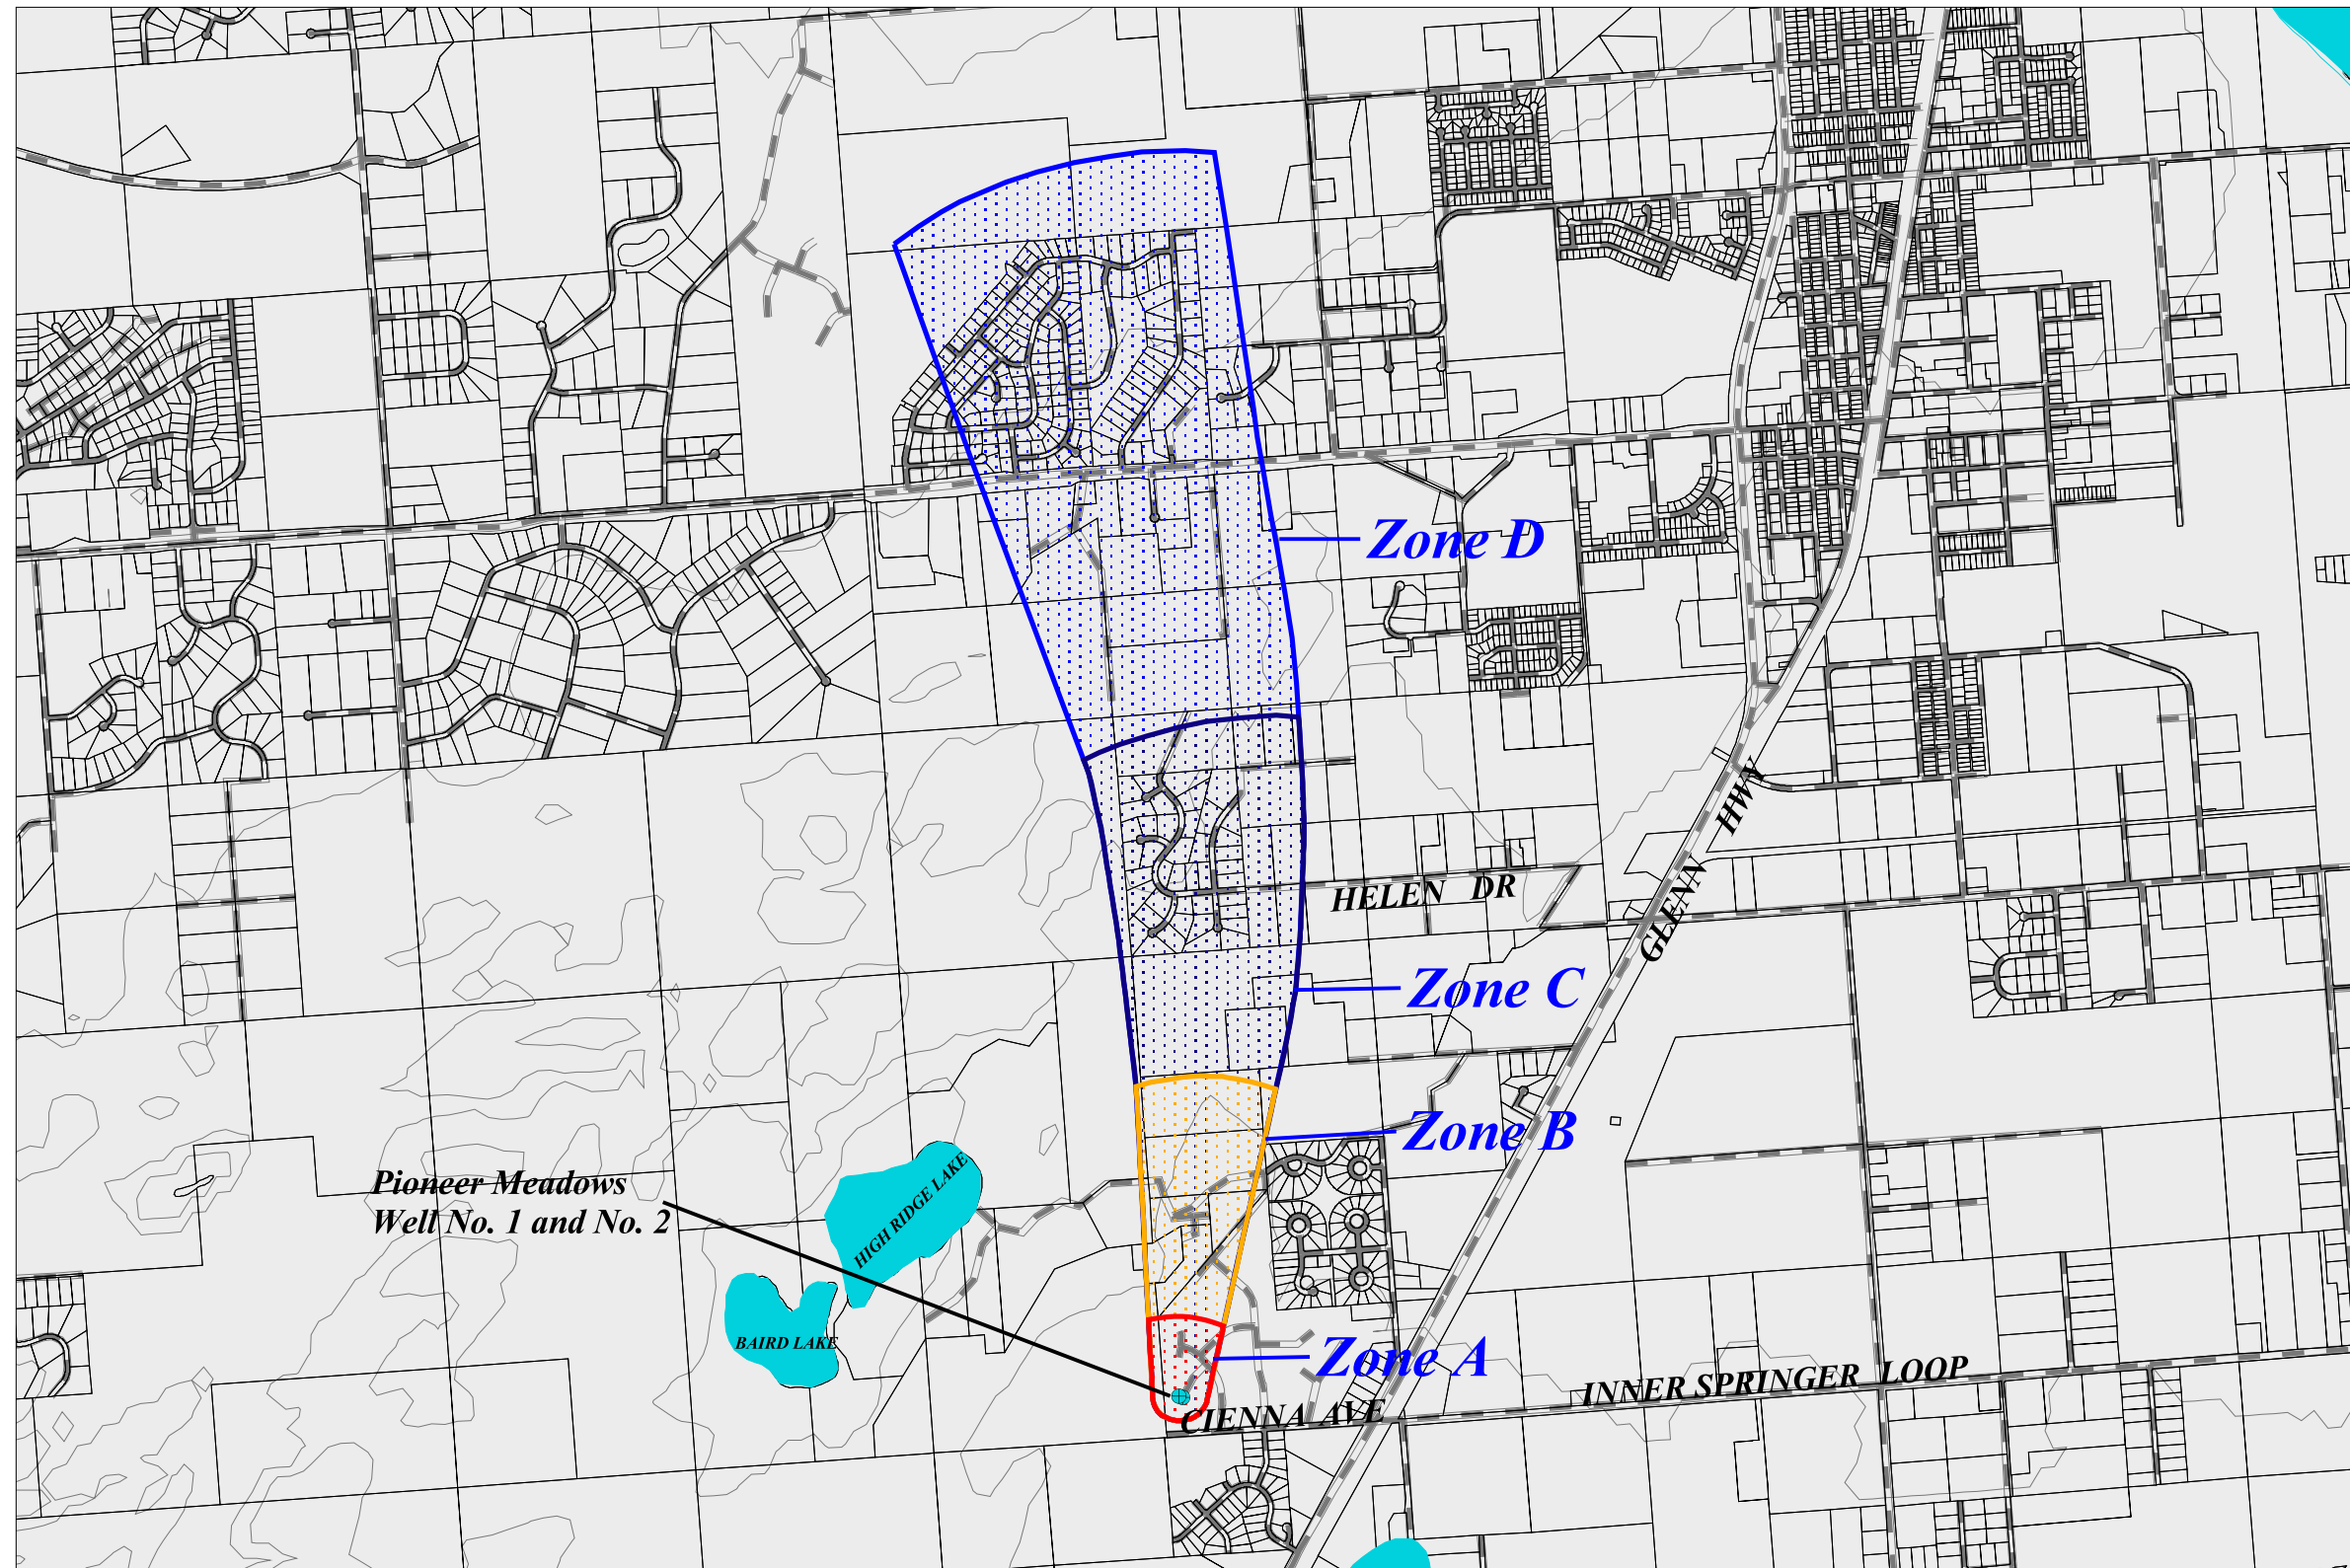 Zone D
GLENN HWY
HELEN DR
Zone C
Zone B
Pioneer Meadows
Well No. 1 and No. 2
HIGH RIDGE LAKE
BAIRD LAKE
Zone A
INNER SPRINGER LOOP
CIENNA AVE